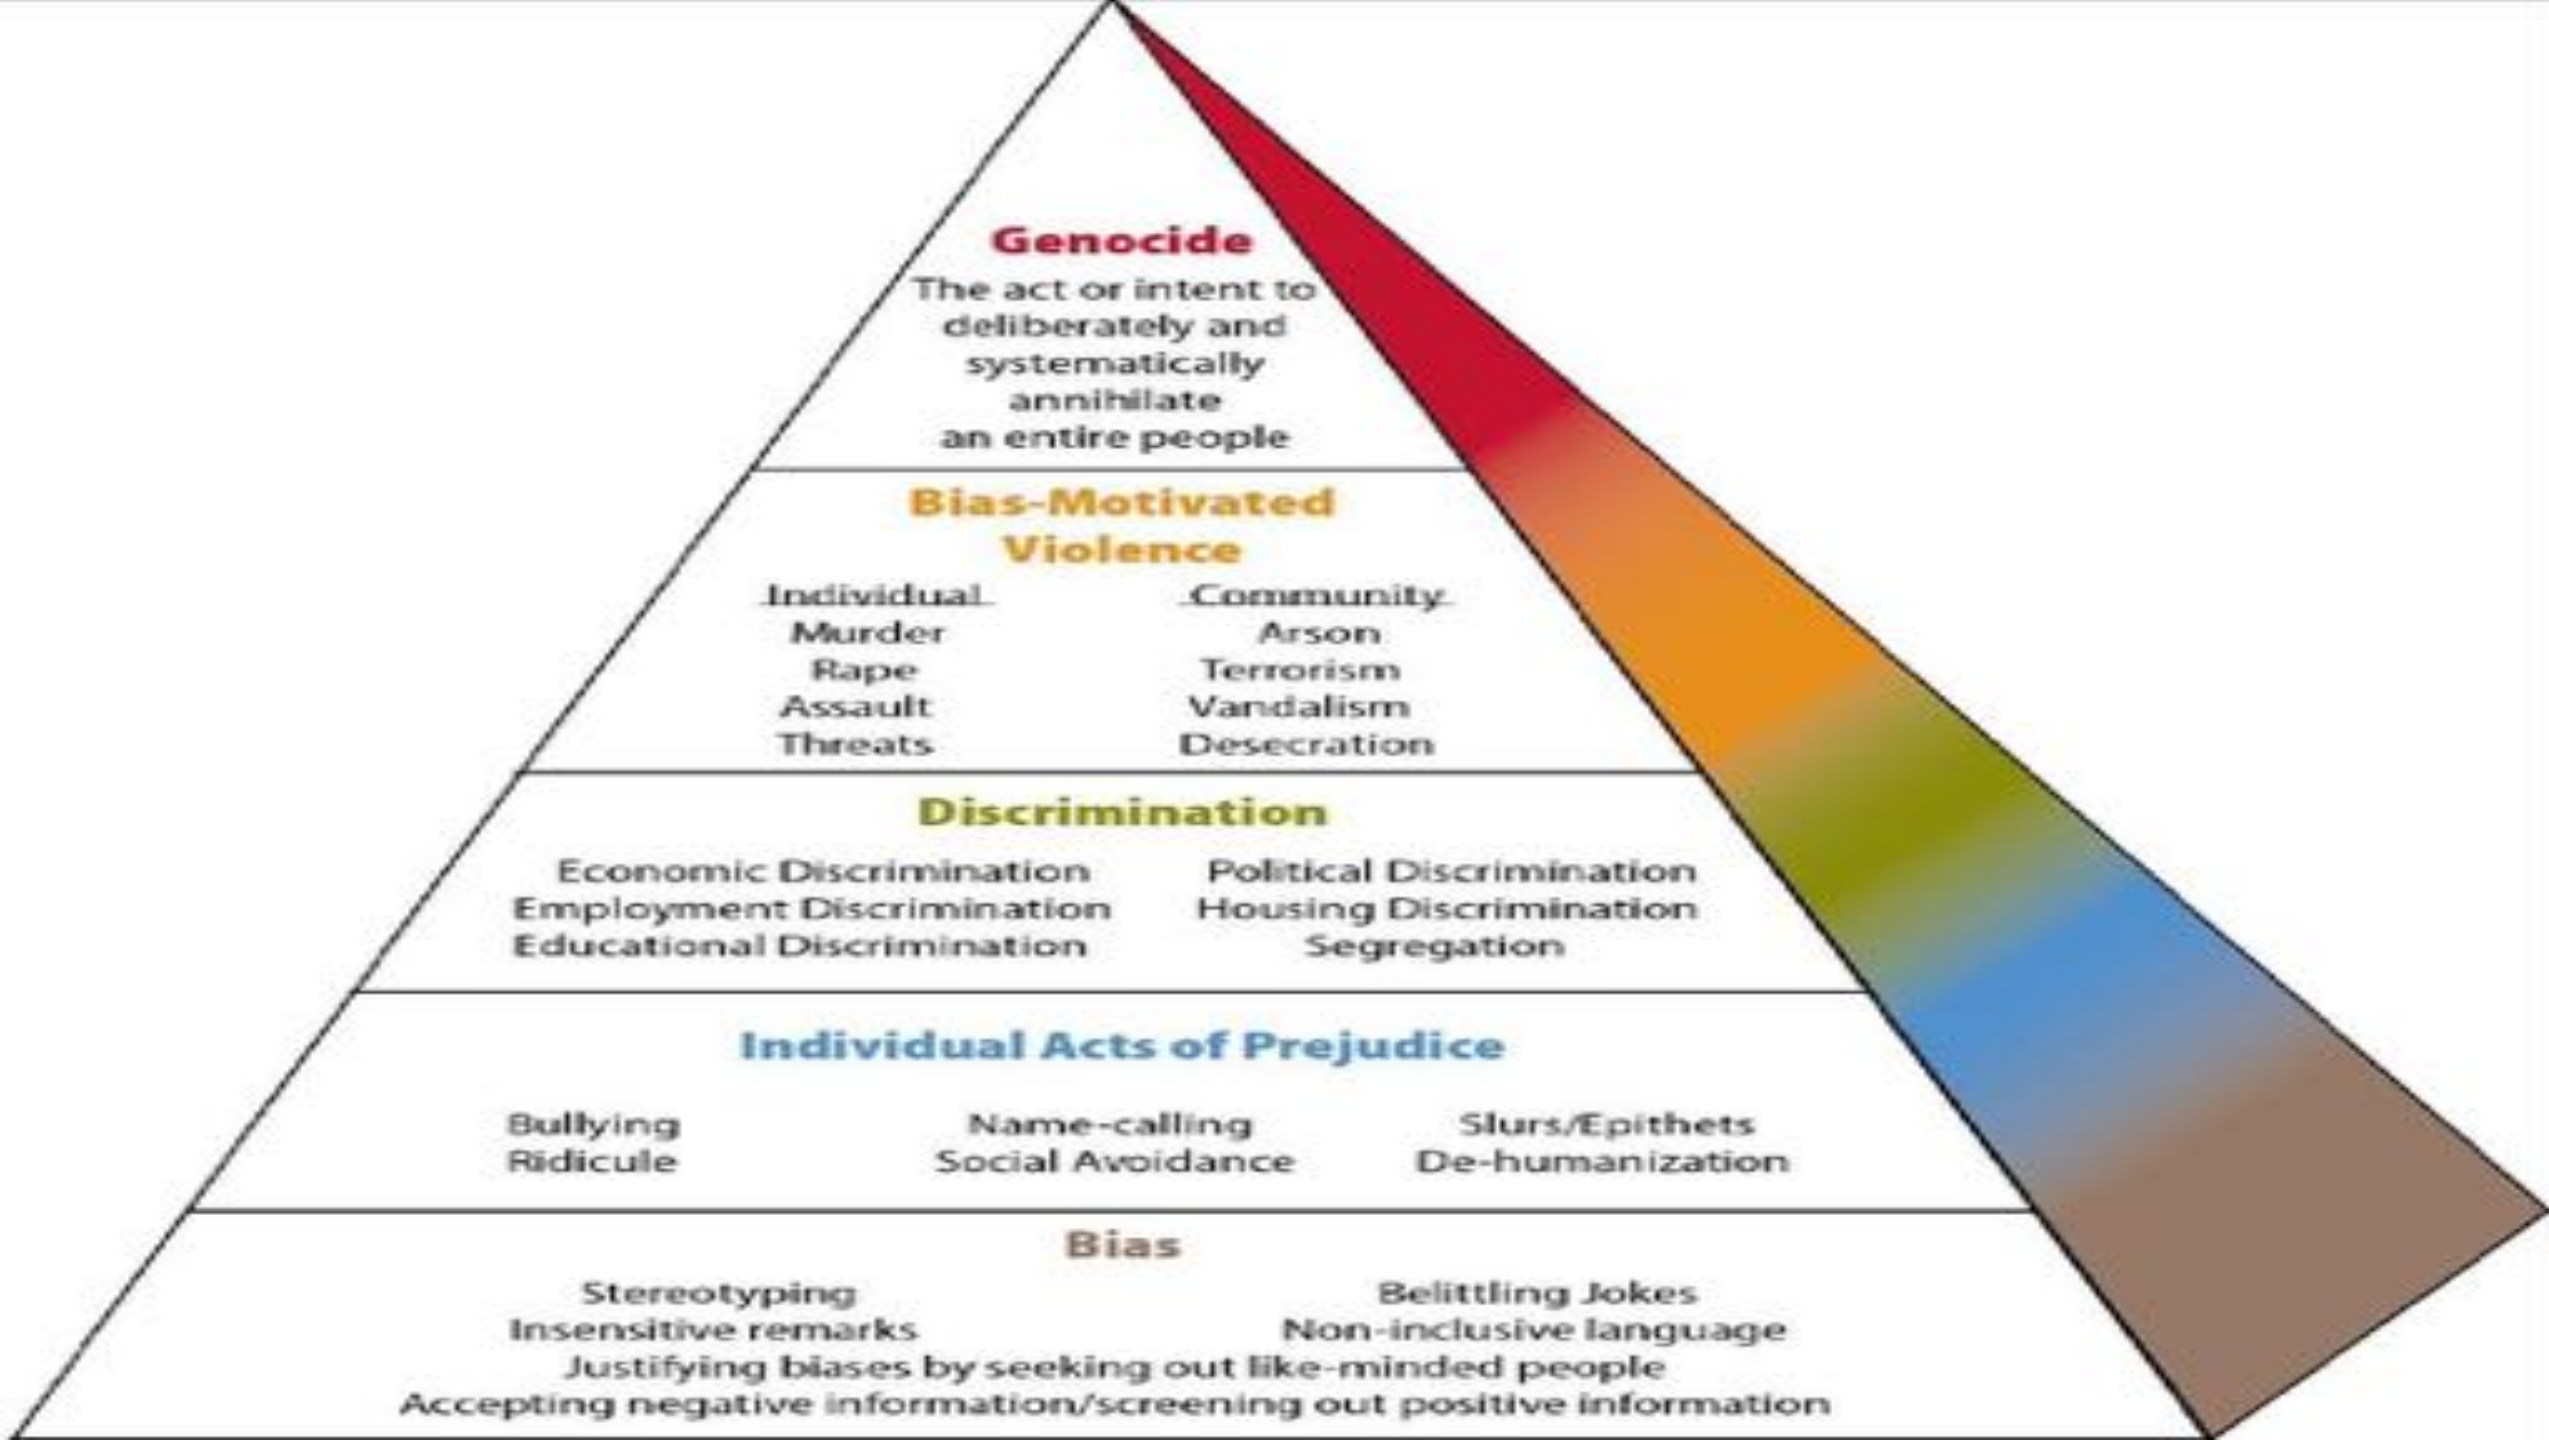 Genocide
The act or intent to
deliberately and
systematically
annihilate
an entire people
Bias-Motivated
Violence
Individual Community
Murder Arson
Rape Terrorism
Assault Vandalism
Threats Desecration
Discrimination
Economic Discrimination Political Discrimination
Employment Discrimination Housing Discrimination
Educational Discrimination Segregation
Individual Acts of Prejudice
Bullying Name-calling Slurs/Epithets
Ridicule Social Avoidance De-humanization
Bias
Stereotyping Belittling Jokes
Insensitive remarks Non-inclusive language
Justifying biases by seeking out like-minded people
Accepting negative information/screening out positive information